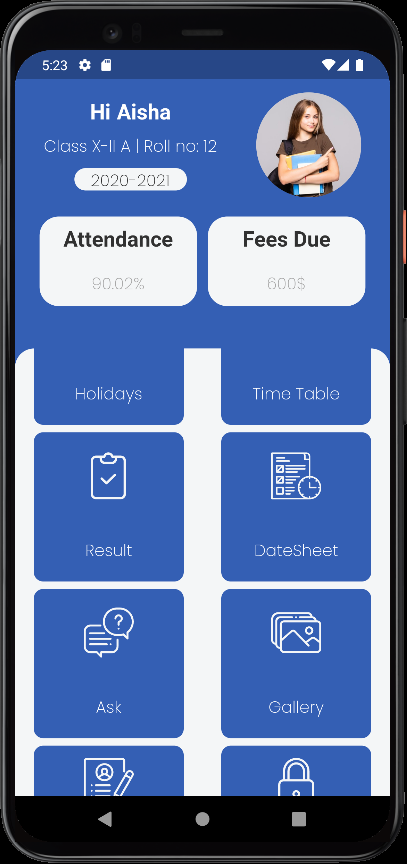 5:23
Hi Aisha
Class X-II A | Roll no: 12
2020-2021
Attendance
Fees Due
90.02%
600$
Holidays
Time Table
Result
DateSheet
Ask
Gallery